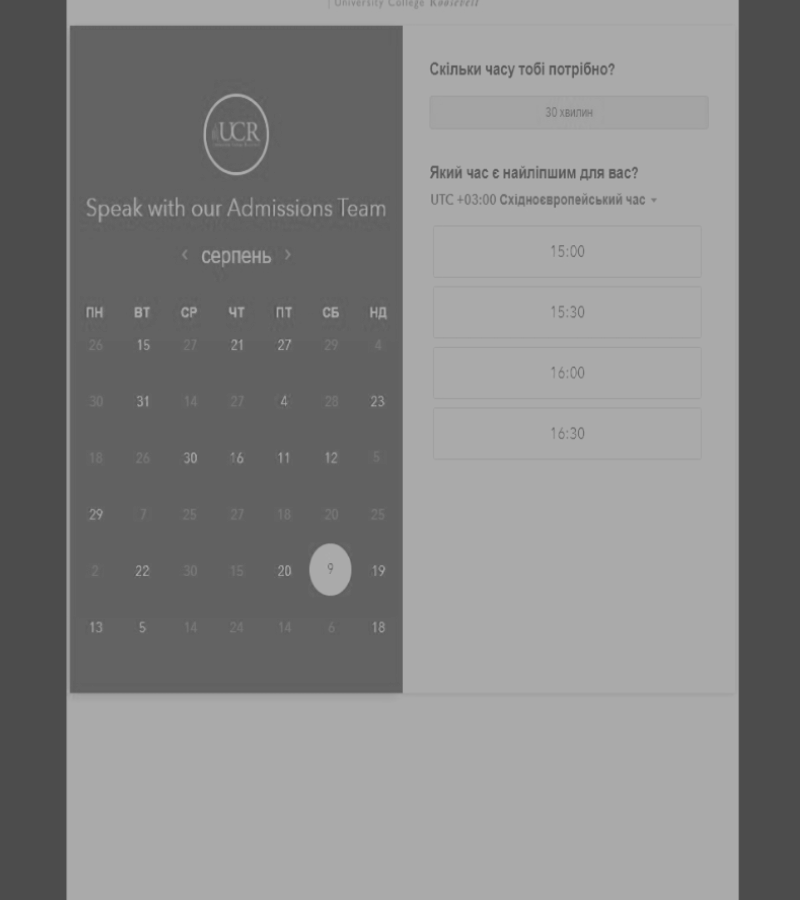 | University College Roosevelt
UCR
Speak with our Admissions Team
‹ серпень ›
ПН ВТ СР ЧТ ПТ СБ НД
26 15 27 21 27 29 4
30 31 14 27 4 28 23
18 26 30 16 11 12 5
29 7 25 27 18 20 25
2 22 30 15 20 9 19
13 5 14 24 14 6 18
Скільки часу тобі потрібно?
30 хвилин
Який час є найліпшим для вас?
UTC +03:00 Східноєвропейський час
15:00
15:30
16:00
16:30